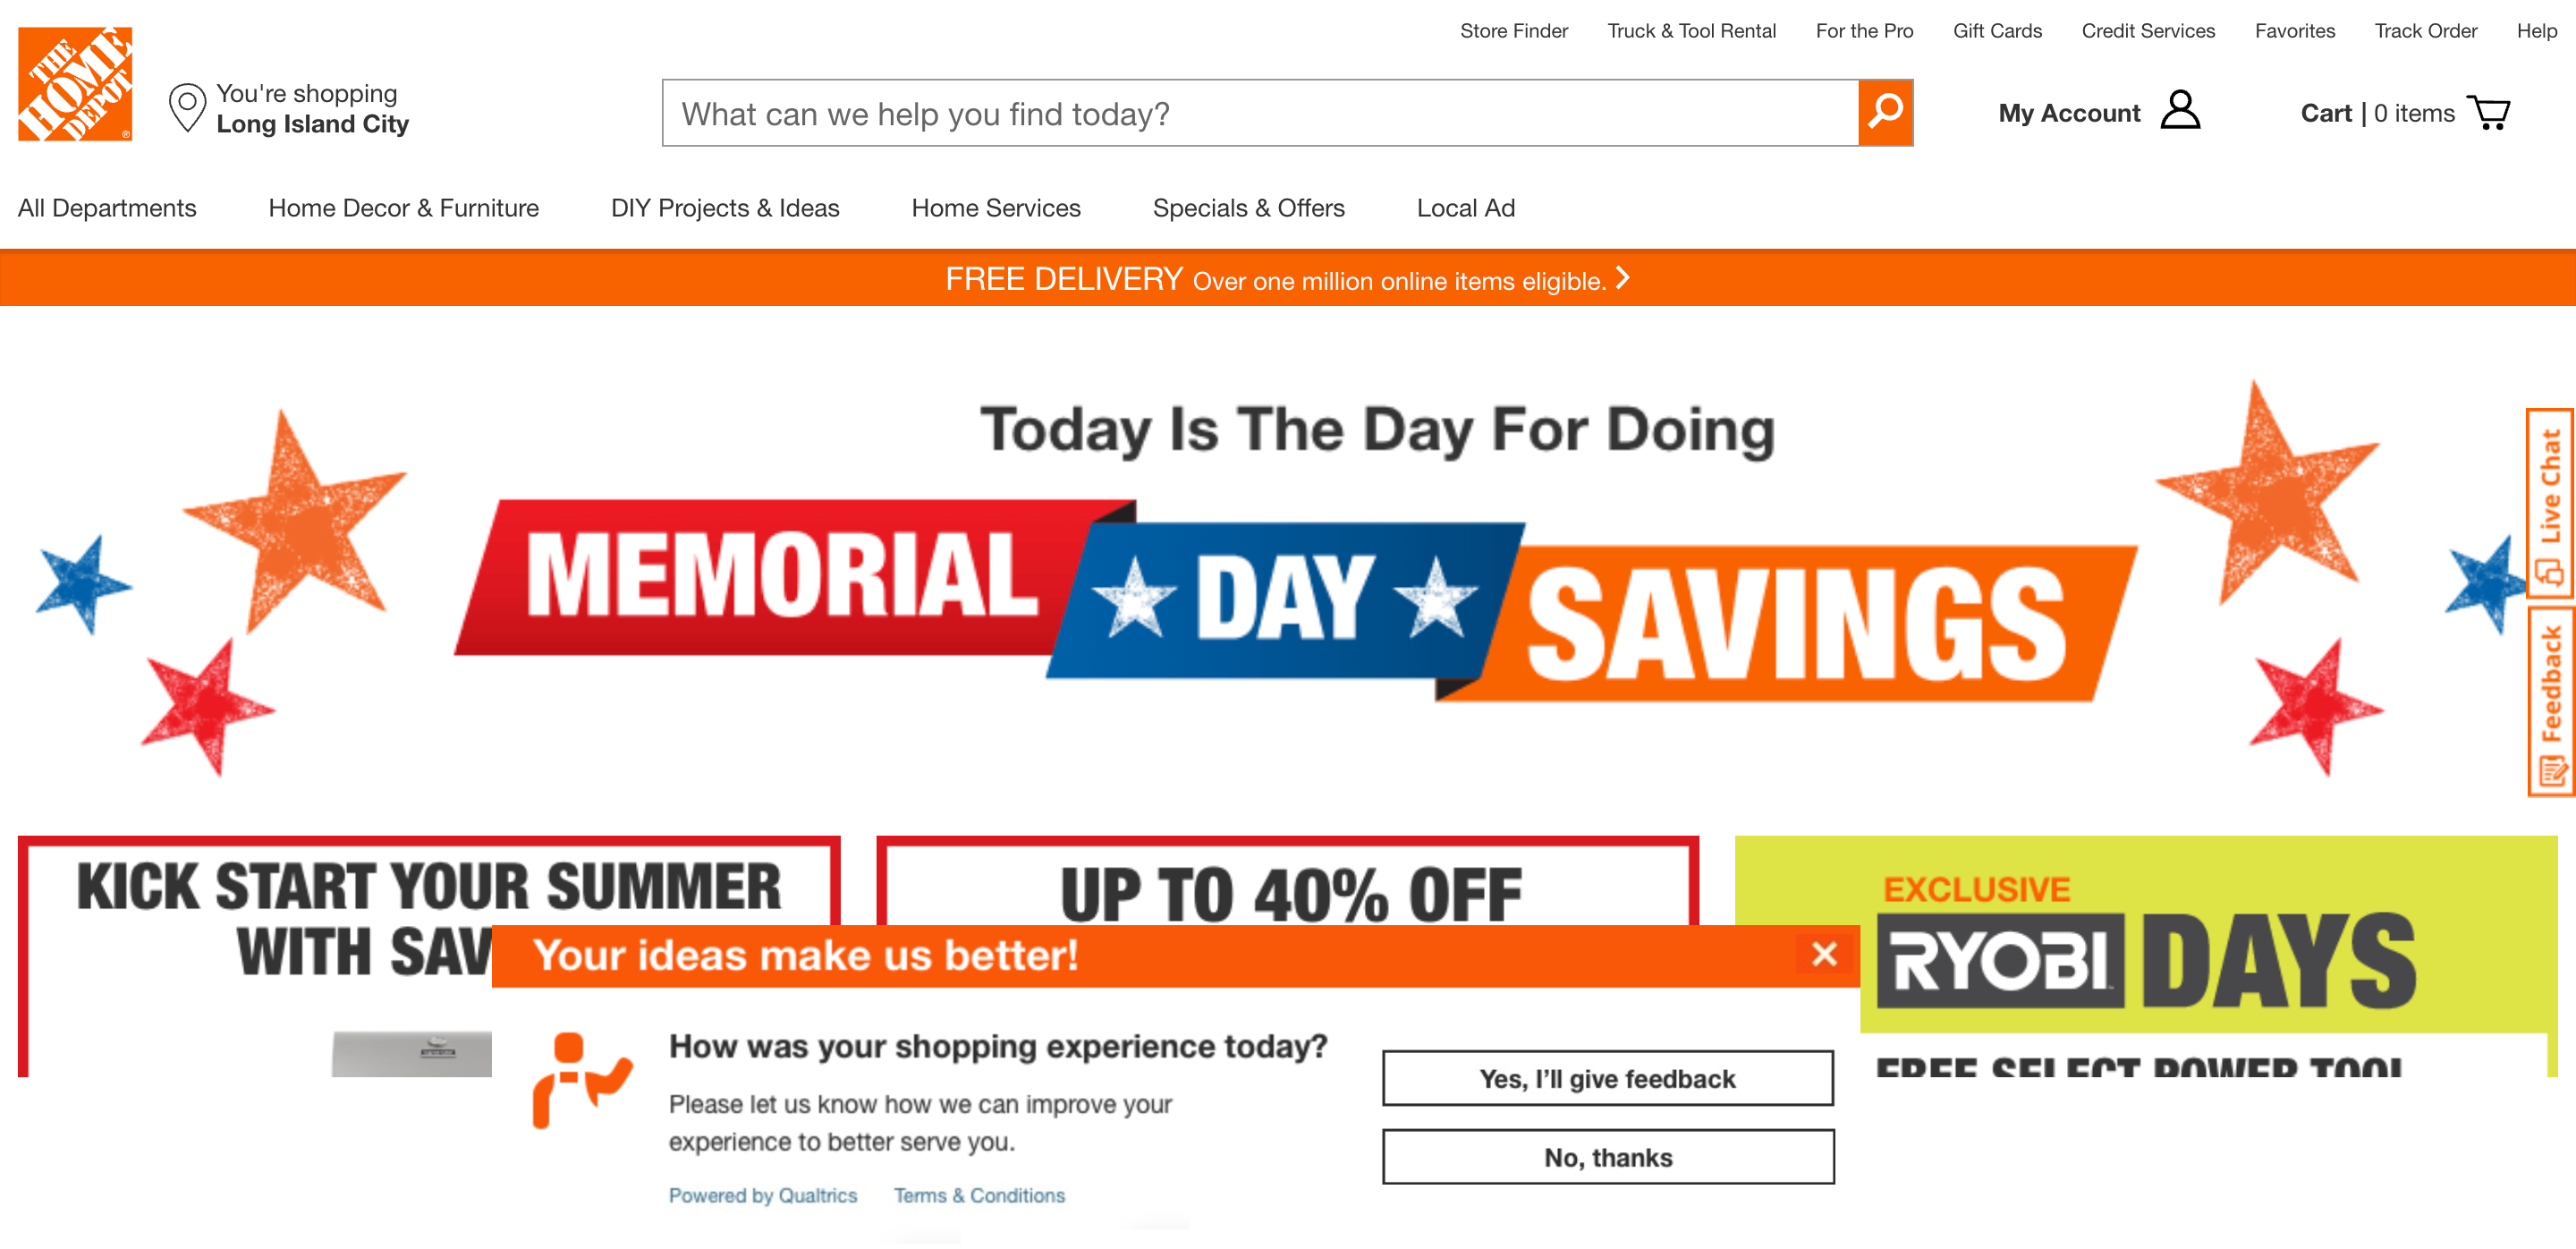 Store Finder Truck & Tool Rental For the Pro Gift Cards Credit Services Favorites Track Order Help
THE
HOME
DEPOT
®
You're shopping
Long Island City
What can we help you find today?
My Account
Cart | 0 items
All Departments Home Decor & Furniture DIY Projects & Ideas Home Services Specials & Offers Local Ad
FREE DELIVERY Over one million online items eligible.
Today Is The Day For Doing
MEMORIAL DAY SAVINGS
Live Chat
Feedback
KICK START YOUR SUMMER
WITH SAV
UP TO 40% OFF
EXCLUSIVE
RYOBI DAYS
FREE SELECT POWER TOOL
Your ideas make us better!
How was your shopping experience today?
Please let us know how we can improve your
experience to better serve you.
Powered by Qualtrics Terms & Conditions
Yes, I’ll give feedback
No, thanks